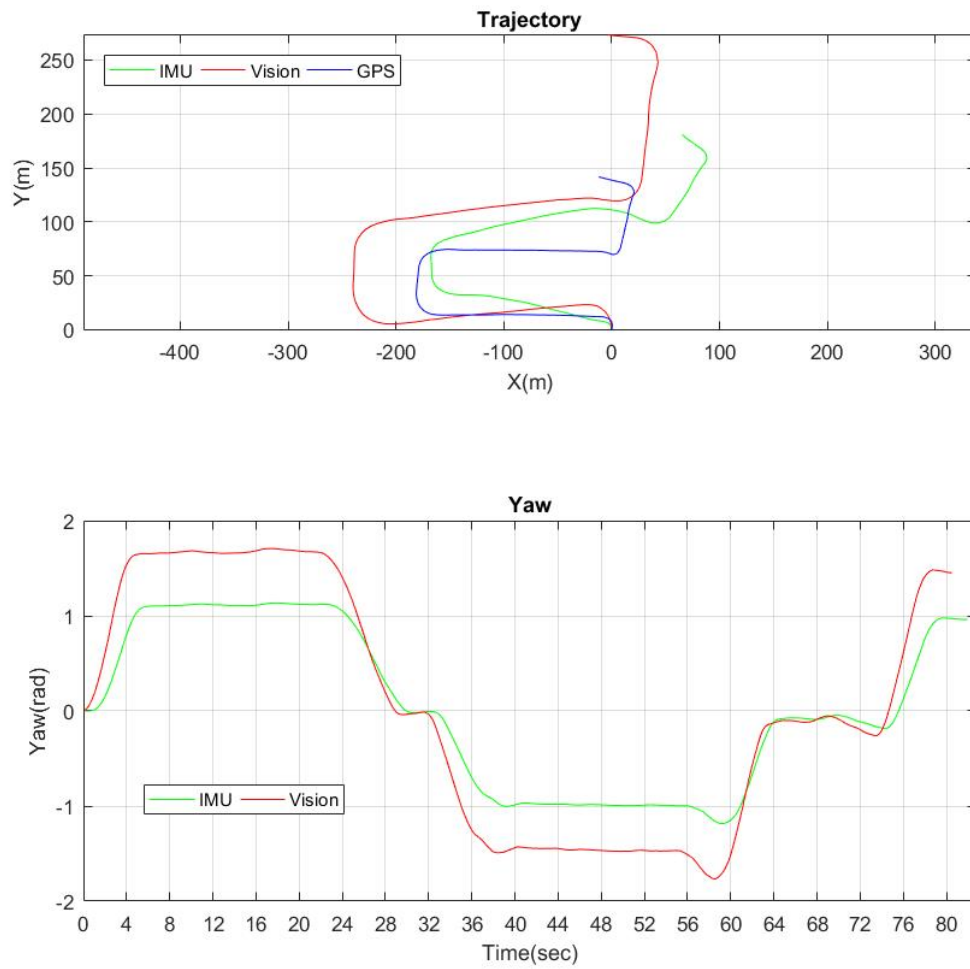 Trajectory
250
200
150
100
50
0
Y(m)
IMU Vision GPS
-400 -300 -200 -100 0 100 200 300
X(m)
Yaw
2
1
0
-1
-2
Yaw(rad)
IMU Vision
0 4 8 12 16 20 24 28 32 36 40 44 48 52 56 60 64 68 72 76 80
Time(sec)